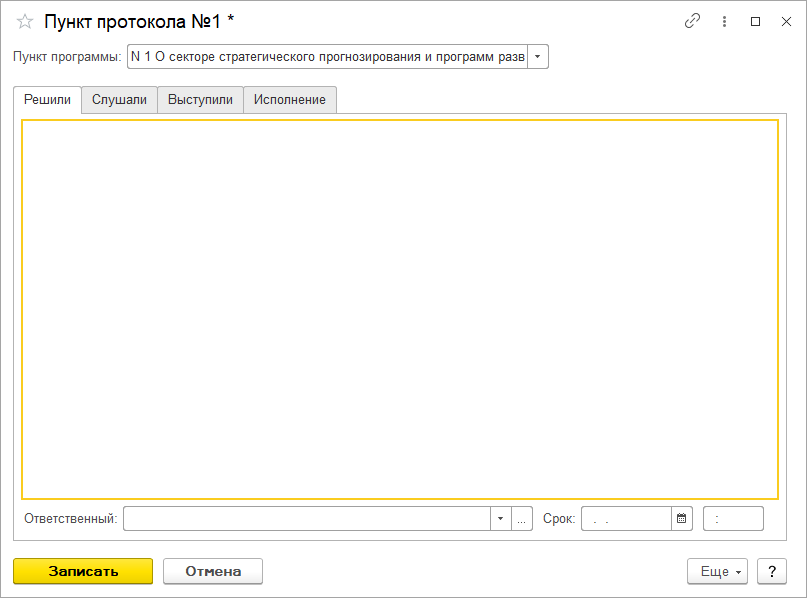 Пункт протокола №1 *
Пункт программы: N 1 О секторе стратегического прогнозирования и программ разв
Решили Слушали Выступили Исполнение
Ответственный: ... Срок: . . :
Записать Отмена Еще ?